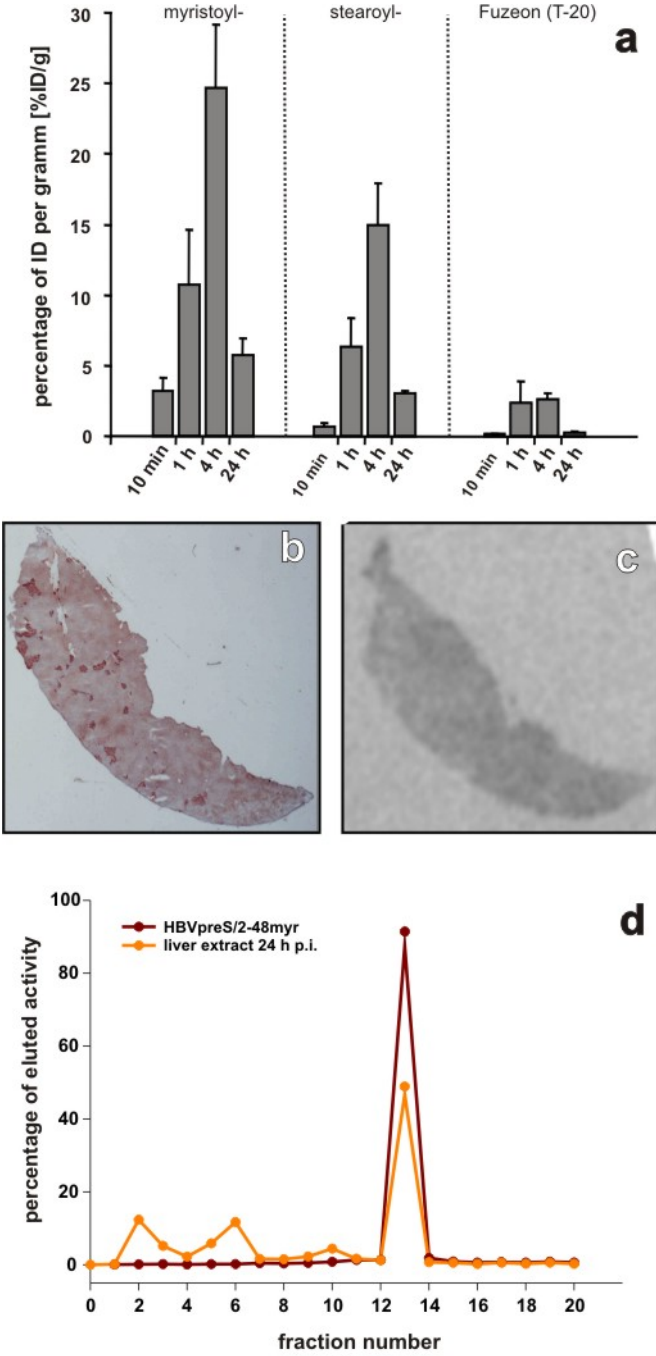 myristoyl- stearoyl- Fuzeon (T-20)
a
percentage of ID per gramm [%ID/g]
30
25
20
15
10
5
0
10 min 1 h 4 h 24 h 10 min 1 h 4 h 24 h 10 min 1 h 4 h 24 h
b
c
d
percentage of eluted activity
100
80
60
40
20
0
HBVpreS/2-48myr
liver extract 24 h p.i.
0 2 4 6 8 10 12 14 16 18 20
fraction number